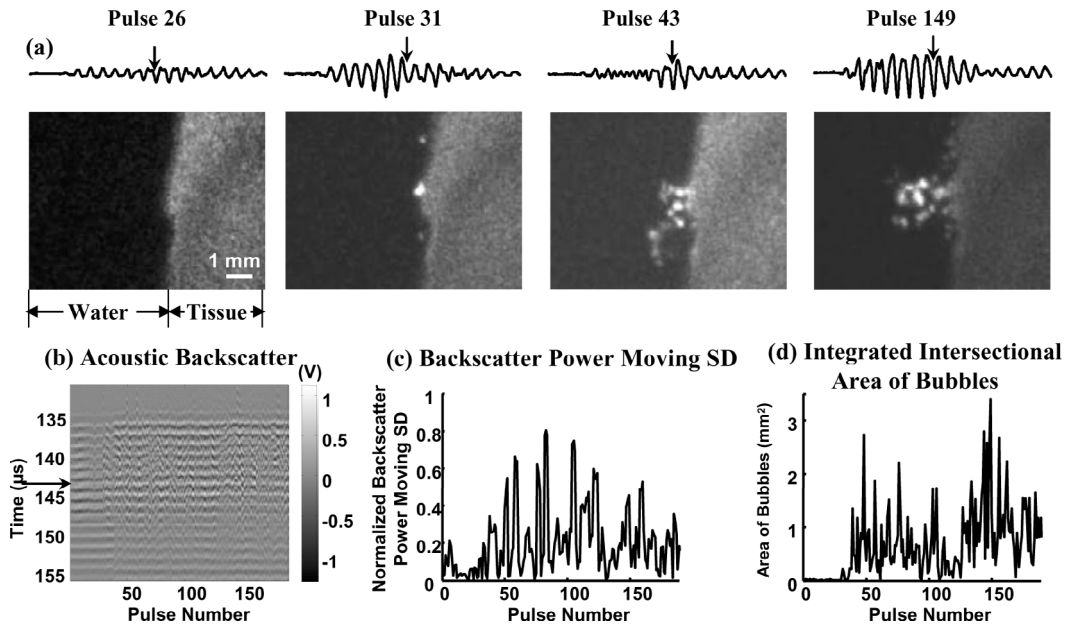 Pulse 26 Pulse 31 Pulse 43 Pulse 149
(a)
1 mm
Water Tissue
(b) Acoustic Backscatter
(V)
135
140
145
150
155
Time (µs)
1
0.5
0
-0.5
-1
50 100 150
Pulse Number
(c) Backscatter Power Moving SD
Normalized Backscatter
Power Moving SD
1
0.8
0.6
0.4
0.2
0
0 50 100 150
Pulse Number
(d) Integrated Intersectional
Area of Bubbles
Area of Bubbles (mm²)
3
2
1
0
0 50 100 150
Pulse Number